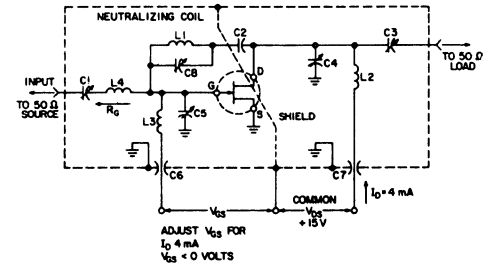 NEUTRALIZING COIL
L1
C2
C3
C8
INPUT
C1
L4
D
C4
TO 50 Ω
LOAD
L2
TO 50 Ω
SOURCE
RG
G
C5
S
L3
SHIELD
C6
C7
ID = 4 mA
VGS
COMMON
VDS
+15V
ADJUST VGS FOR
ID 4 mA
VGS < 0 VOLTS